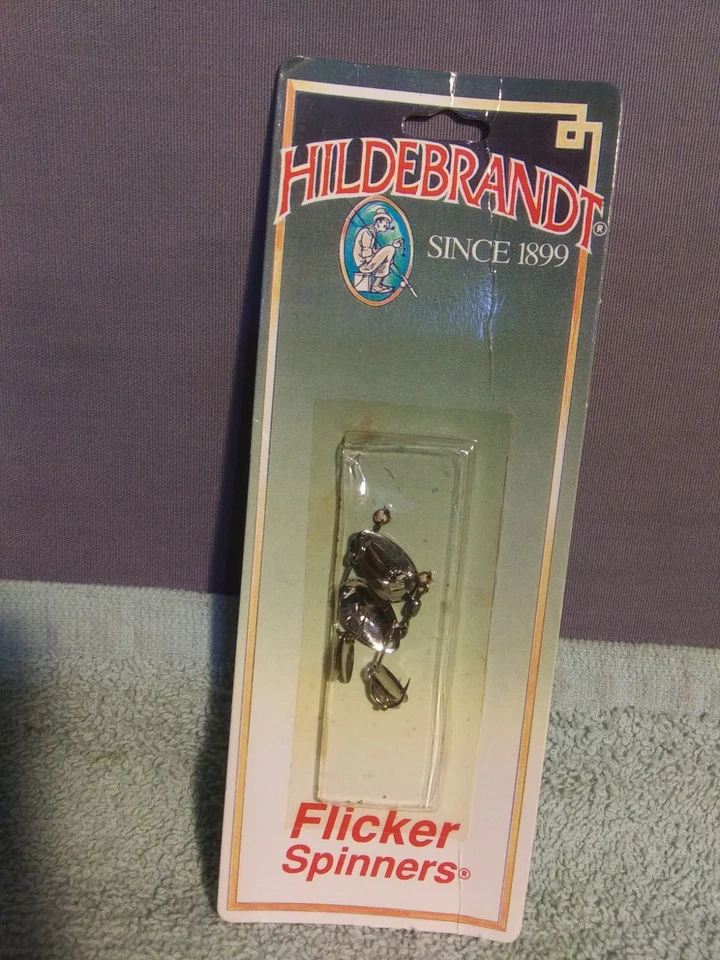 HILDEBRANDT®
SINCE 1899
Flicker
Spinners®